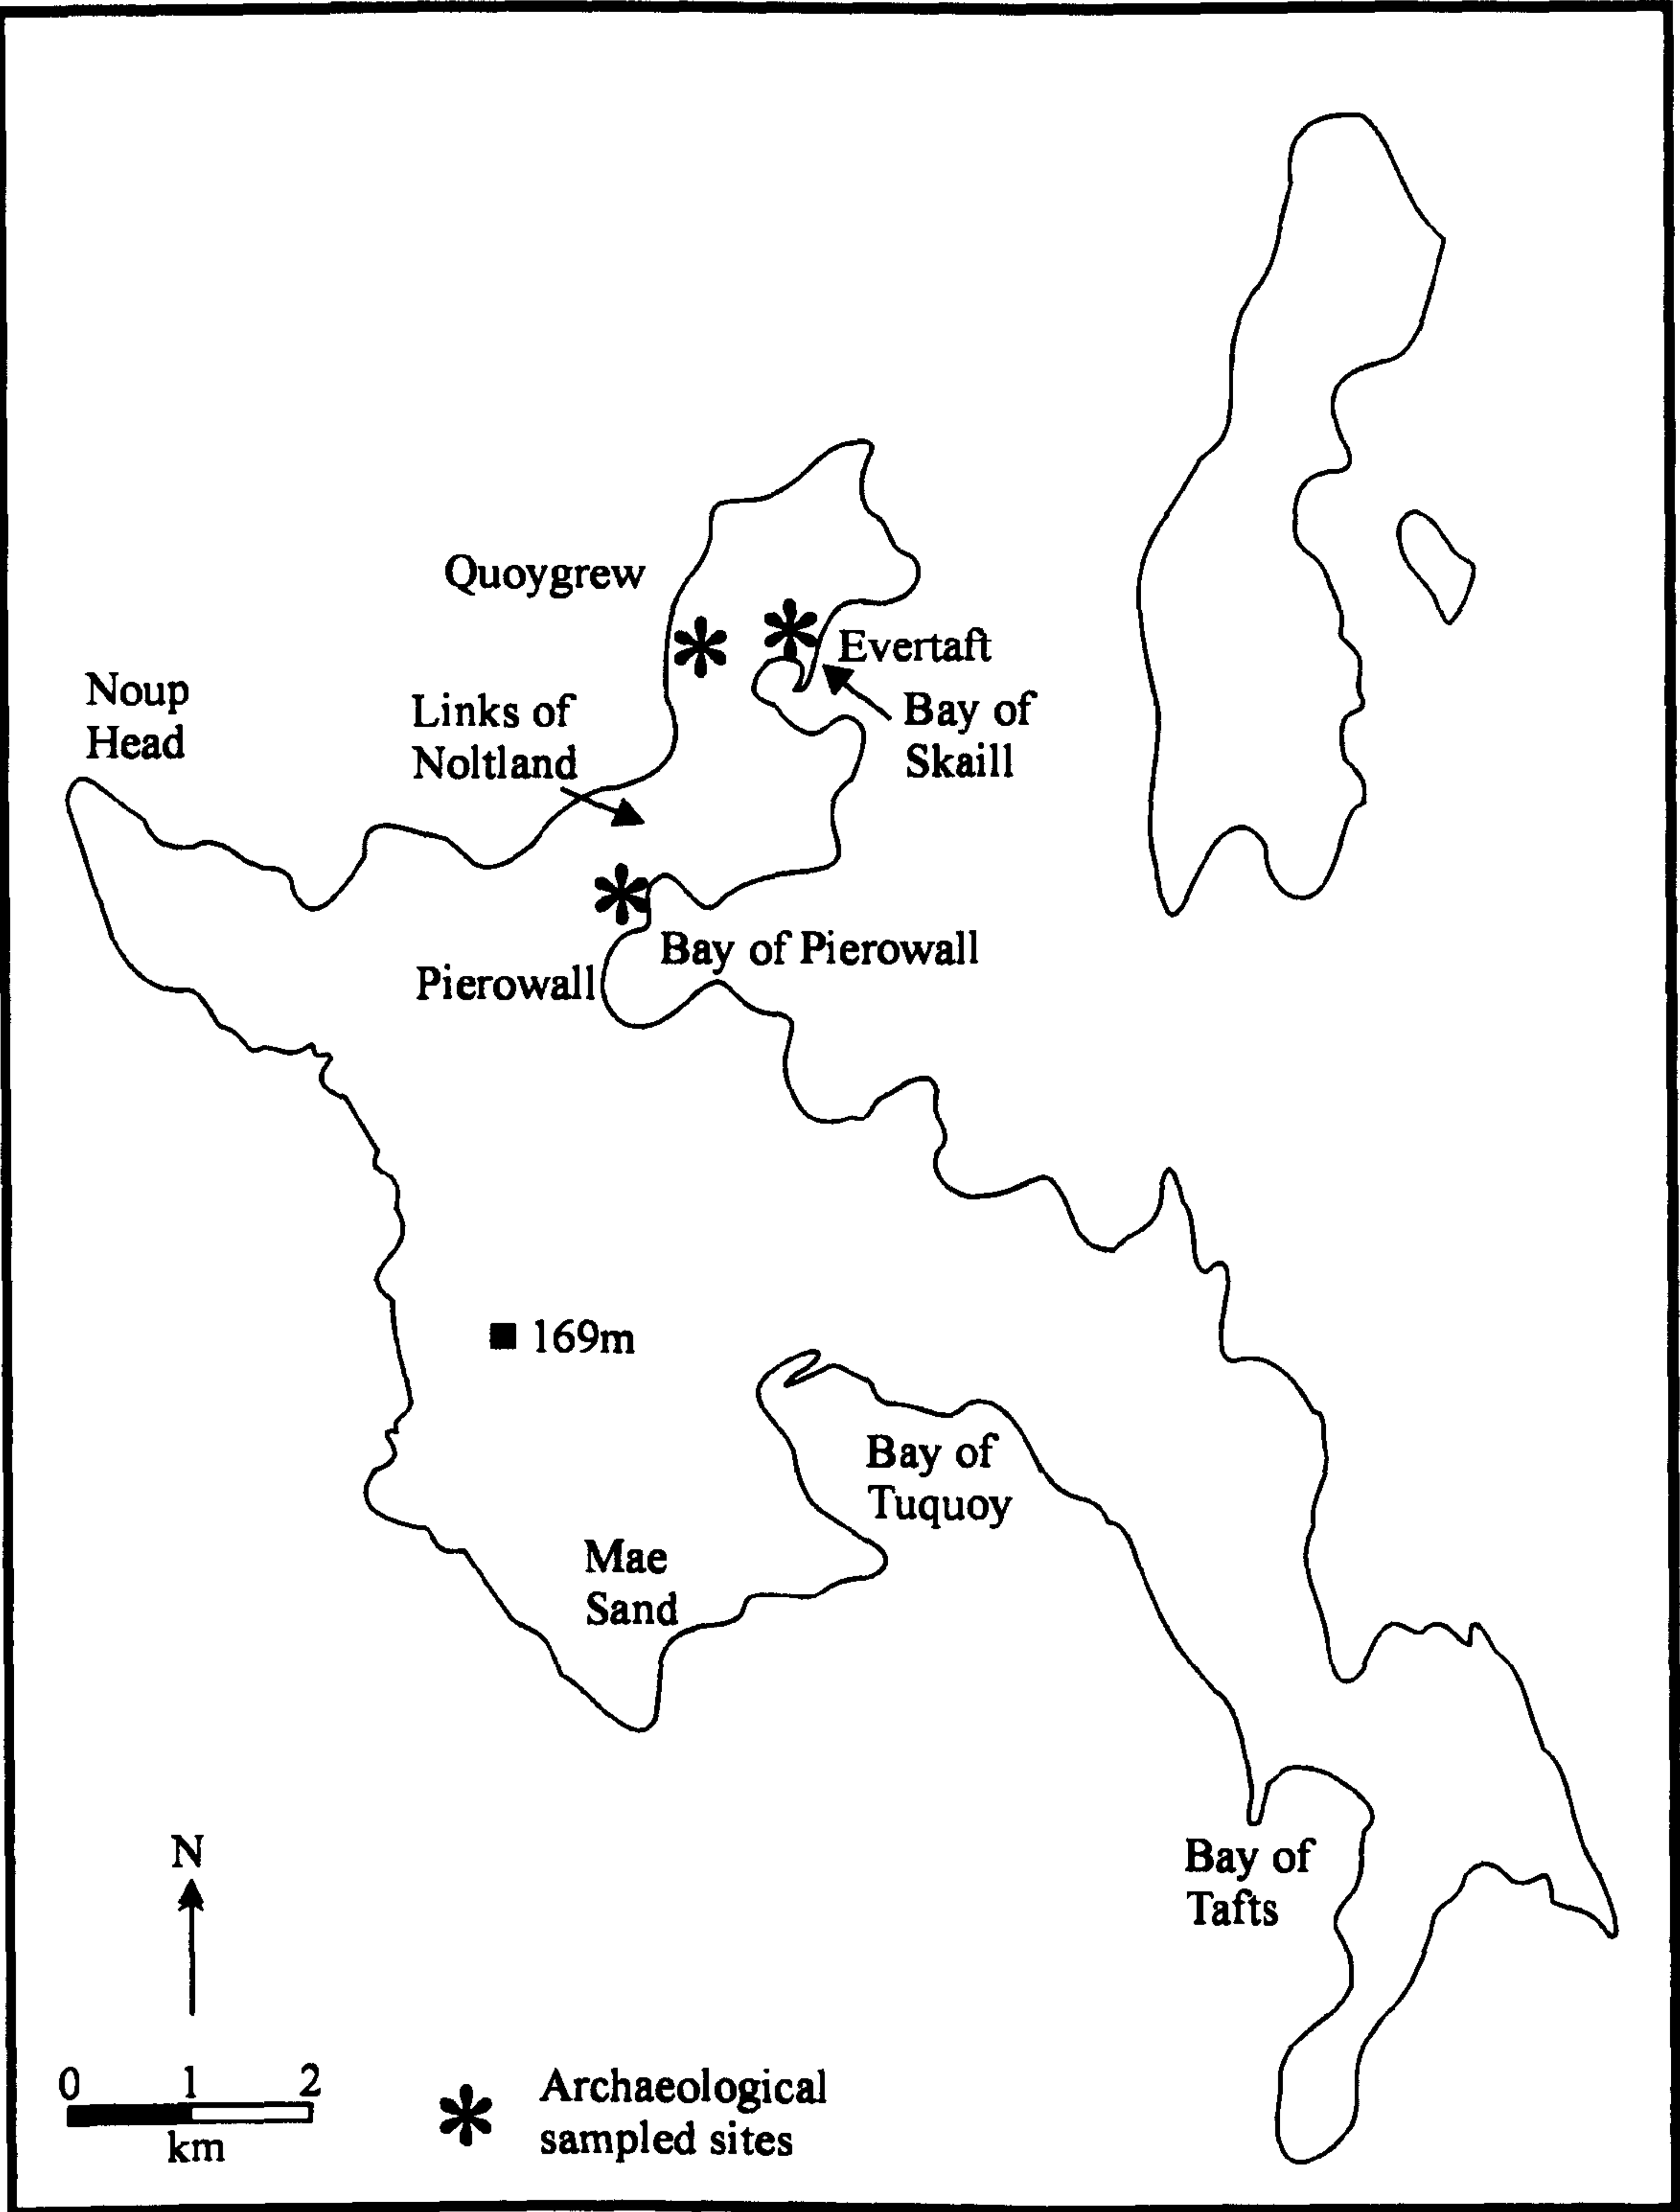 Quoygrew
Evertaft
Noup
Head
Links of
Noltland
Bay of
Skaill
Bay of Pierowall
Pierowall
169m
Bay of
Tuquoy
Mae
Sand
N
Bay of
Tafts
0 1 2
km
Archaeological
sampled sites